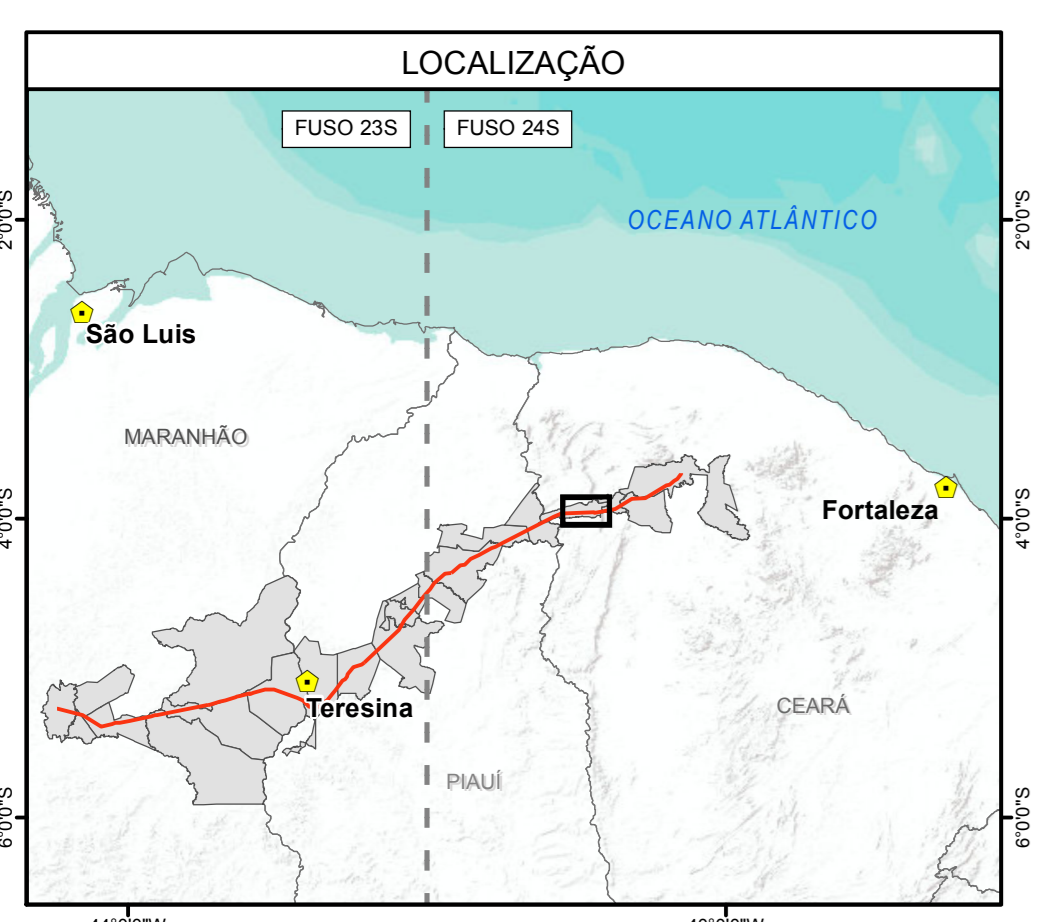 LOCALIZAÇÃO
FUSO 23S
FUSO 24S
2°0'0"S
2°0'0"S
OCEANO ATLÂNTICO
São Luis
MARANHÃO
4°0'0"S
4°0'0"S
Fortaleza
Teresina
CEARÁ
PIAUÍ
6°0'0"S
6°0'0"S